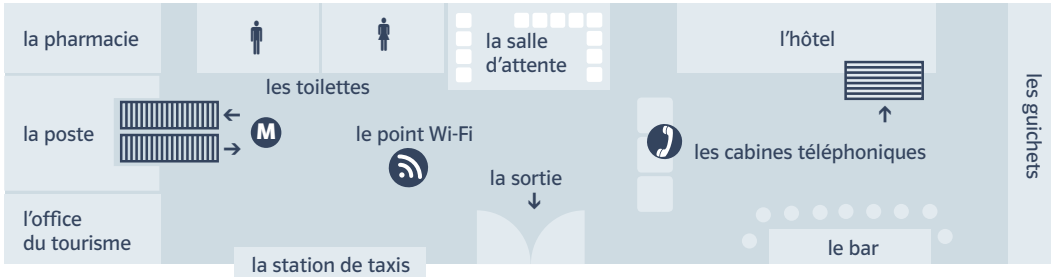 la pharmacie
la salle
d'attente
l'hôtel
les toilettes
les guichets
la poste
M
le point Wi-Fi
les cabines téléphoniques
la sortie
l'office
du tourisme
le bar
la station de taxis